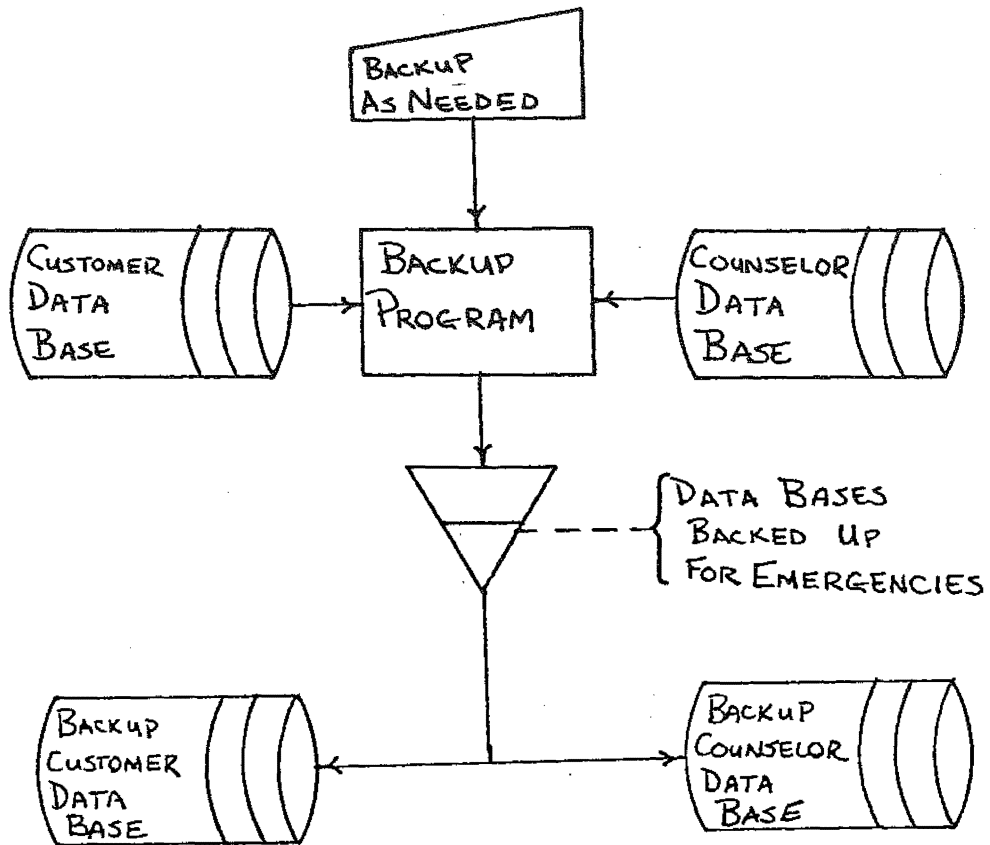 BACKUP
AS NEEDED
CUSTOMER
DATA
BASE
BACKUP
PROGRAM
COUNSELOR
DATA
BASE
DATA BASES
BACKED UP
FOR EMERGENCIES
BACKUP
CUSTOMER
DATA
BASE
BACKUP
COUNSELOR
DATA
BASE